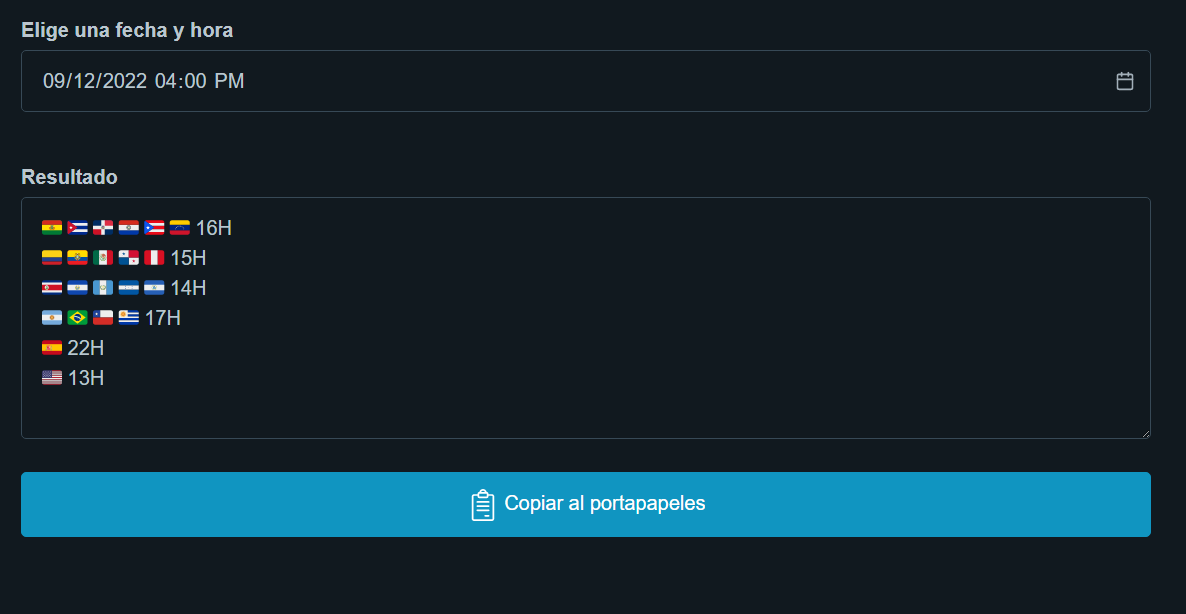 Elige una fecha y hora
09/12/2022 04:00 PM
Resultado
🇧🇴🇨🇺🇩🇴🇵🇾🇵🇷🇻🇪 16H
🇨🇴🇪🇨🇲🇽🇵🇦🇵🇪 15H
🇨🇷🇸🇻🇬🇹🇭🇳🇳🇮 14H
🇦🇷🇧🇷🇨🇱🇺🇾 17H
🇪🇸 22H
🇺🇸 13H
Copiar al portapapeles